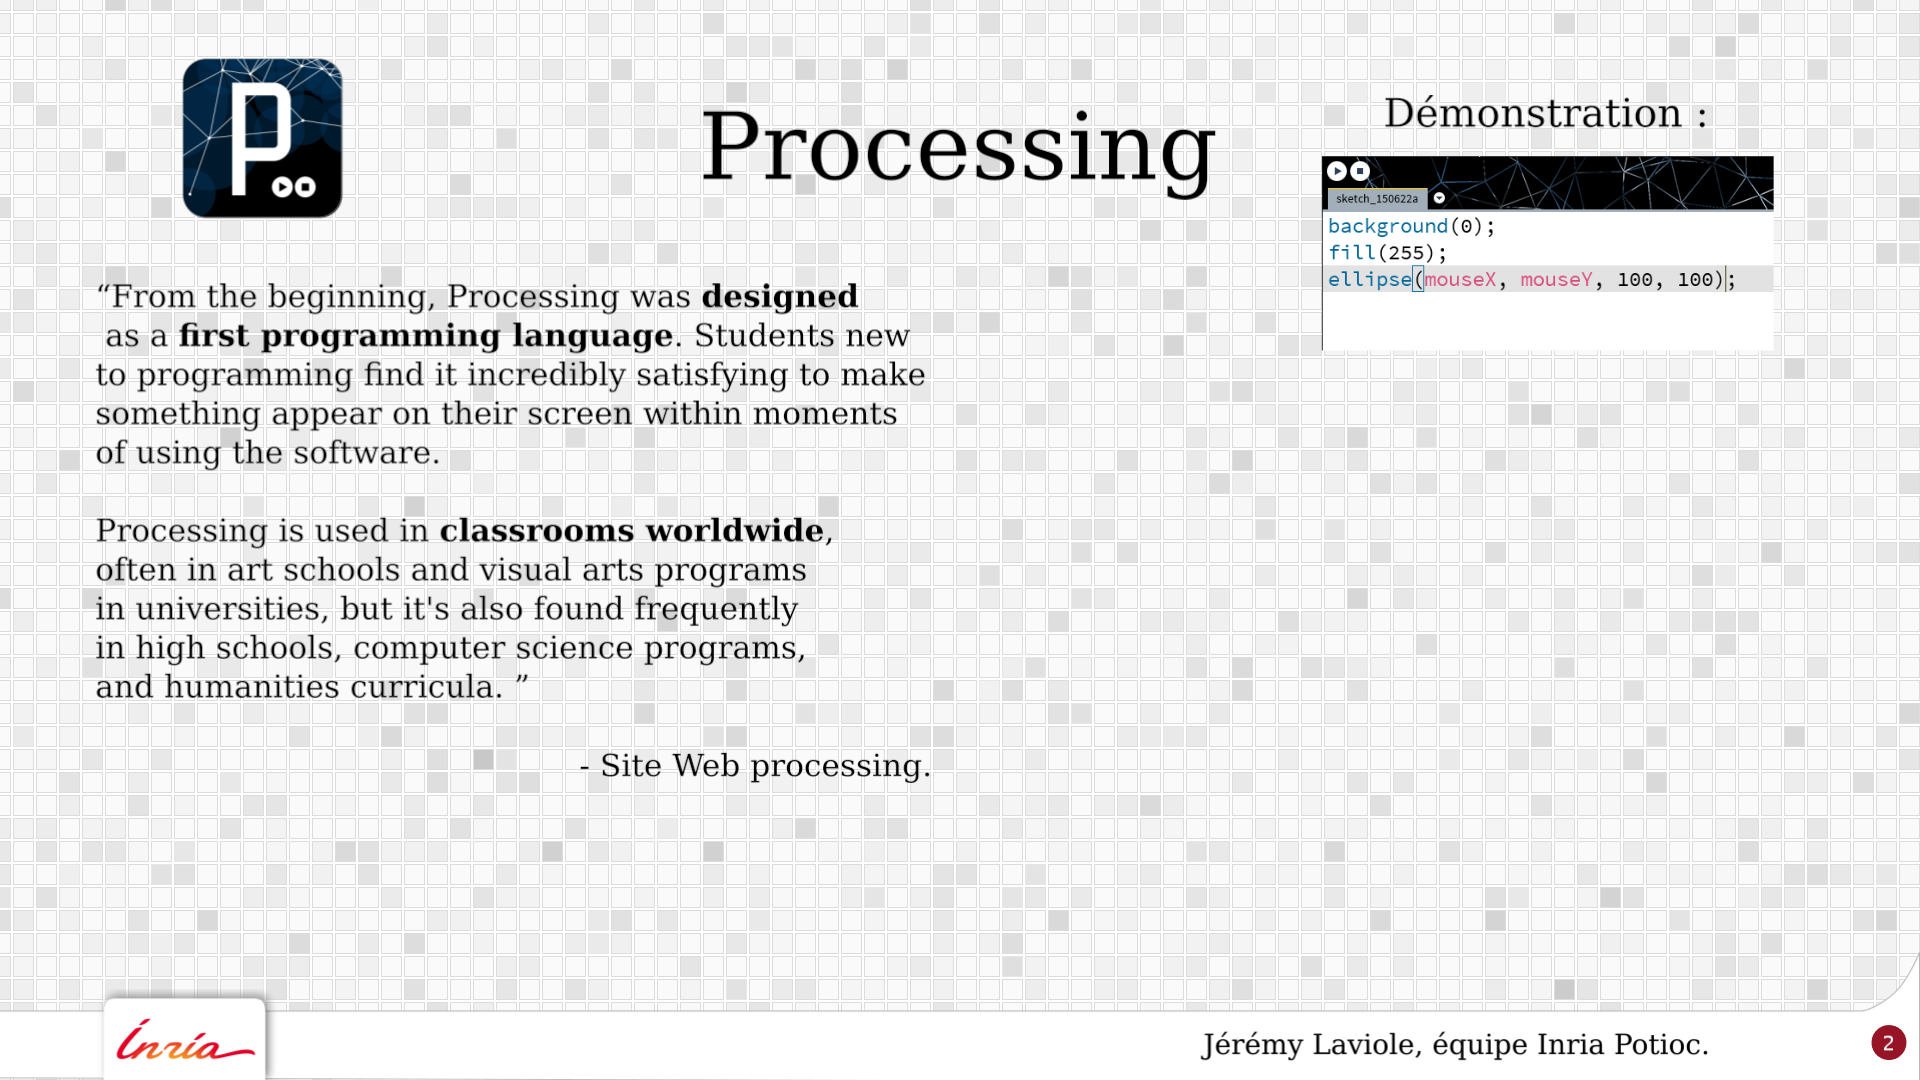 Processing
“From the beginning, Processing was designed
as a first programming language. Students new
to programming find it incredibly satisfying to make
something appear on their screen within moments
of using the software.
Processing is used in classrooms worldwide,
often in art schools and visual arts programs
in universities, but it's also found frequently
in high schools, computer science programs,
and humanities curricula. ”
- Site Web processing.
Démonstration :
sketch_150622a
background(0);
fill(255);
ellipse(mouseX, mouseY, 100, 100);
Inria
Jérémy Laviole, équipe Inria Potioc.
2